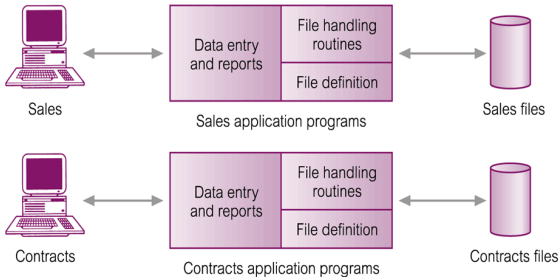 Data entry
and reports
File handling
routines
File definition
Sales
Sales application programs
Sales files
Data entry
and reports
File handling
routines
File definition
Contracts
Contracts application programs
Contracts files